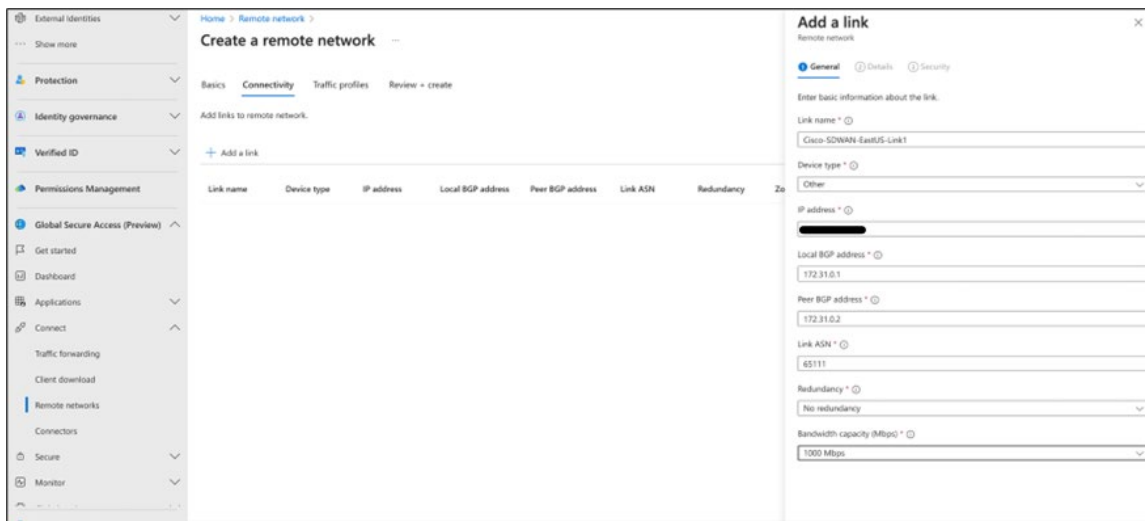 External Identities
Show more
Protection
Identity governance
Verified ID
Permissions Management
Global Secure Access (Preview)
Get started
Dashboard
Applications
Connect
Traffic forwarding
Client download
Remote networks
Connectors
Secure
Monitor
Home > Remote network >
Create a remote network ...
Basics Connectivity Traffic profiles Review + create
Add links to remote network.
+ Add a link
Link name Device type IP address Local BGP address Peer BGP address Link ASN Redundancy Zo
Add a link
Remote network
1 General 2 Details 3 Security
Enter basic information about the link.
Link name *
Cisco-SDWAN-EastUS-Link1
Device type *
Other
IP address *
Local BGP address *
172.31.0.1
Peer BGP address *
172.31.0.2
Link ASN *
65111
Redundancy *
No redundancy
Bandwidth capacity (Mbps) *
1000 Mbps